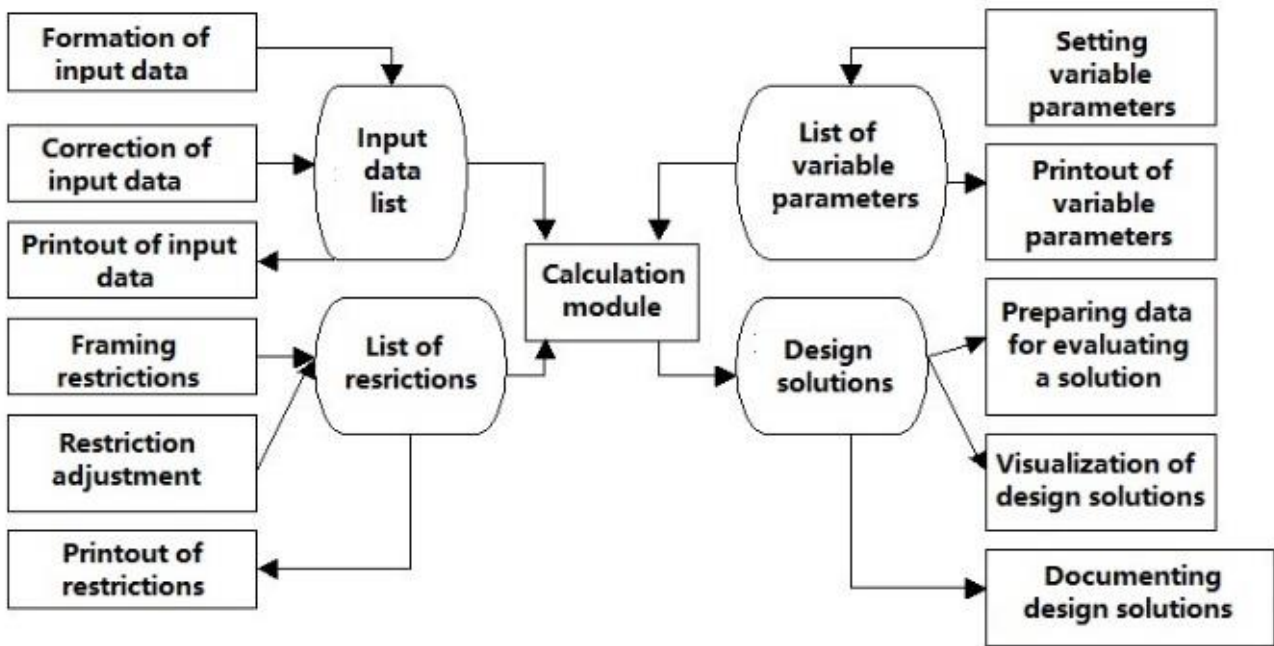 Formation of
input data
Correction of
input data
Printout of input
data
Framing
restrictions
Restriction
adjustment
Printout of
restrictions
Input
data
list
List of
resrictions
Calculation
module
List of
variable
parameters
Design
solutions
Setting
variable
parameters
Printout of
variable
parameters
Preparing data
for evaluating
a solution
Visualization of
design solutions
Documenting
design solutions